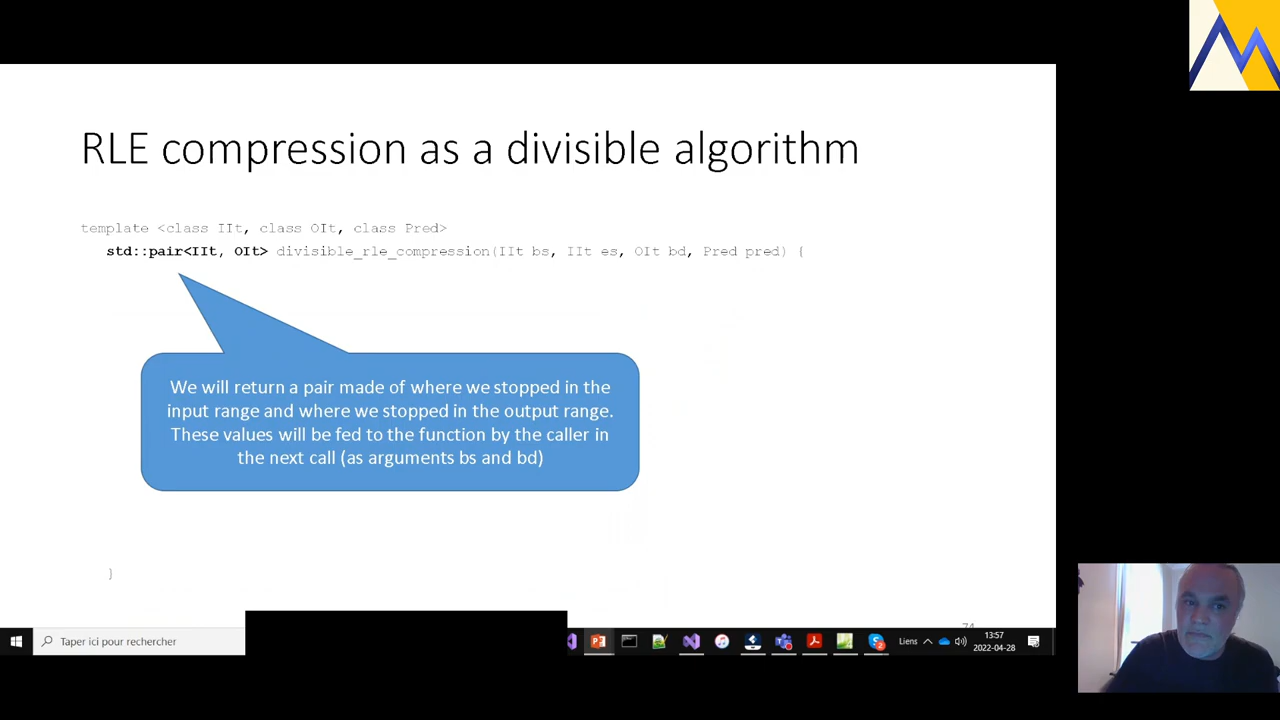 RLE compression as a divisible algorithm
template <class IIt, class OIt, class Pred>
std::pair<IIt, OIt> divisible_rle_compression(IIt bs, IIt es, OIt bd, Pred pred) {
We will return a pair made of where we stopped in the
input range and where we stopped in the output range.
These values will be fed to the function by the caller in
the next call (as arguments bs and bd)
}
74
Taper ici pour rechercher
Liens
13:57
2022-04-28